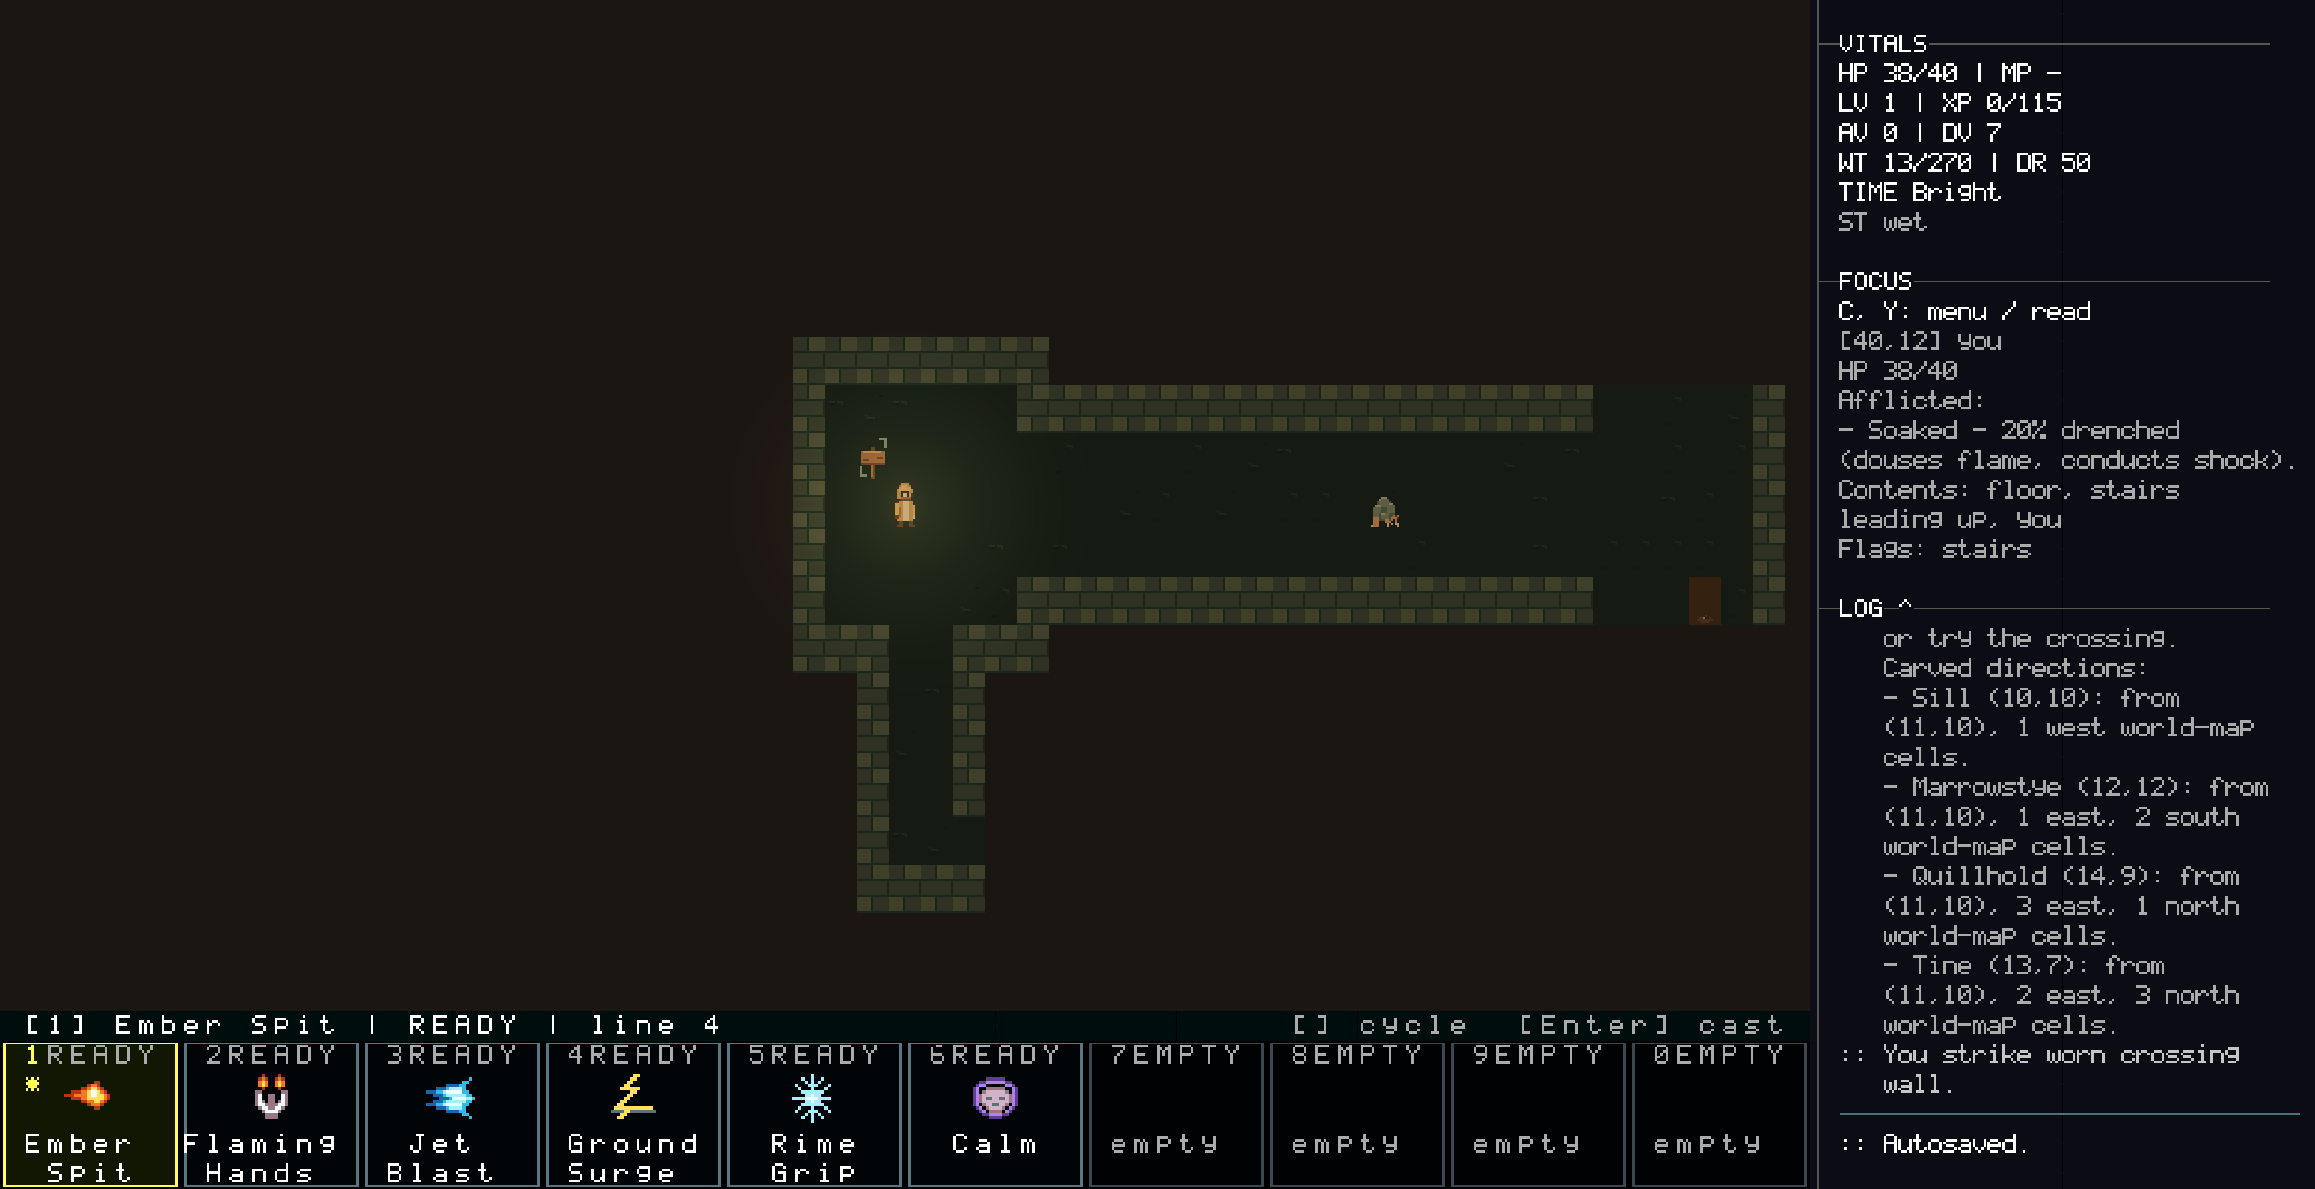 VITALS
HP 38/40 | MP -
LV 1 | XP 0/115
AV 0 | DV 7
WT 13/270 | DR 50
TIME Bright
ST wet
FOCUS
C, Y: menu / read
[40,12] you
HP 38/40
Afflicted:
- Soaked - 20% drenched
(douses flame, conducts shock).
Contents: floor, stairs
leading up, you
Flags: stairs
LOG ^
or try the crossing.
Carved directions:
- Sill (10,10): from
(11,10), 1 west world-map
cells.
- Marrowstye (12,12): from
(11,10), 1 east, 2 south
world-map cells.
- Quillhold (14,9): from
(11,10), 3 east, 1 north
world-map cells.
- Tine (13,7): from
(11,10), 2 east, 3 north
world-map cells.
:: You strike worn crossing
wall.
:: Autosaved.
[1] Ember Spit | READY | line 4
[] cycle [Enter] cast
1READY
Ember
Spit
2READY
Flaming
Hands
3READY
Jet
Blast
4READY
Ground
Surge
5READY
Rime
Grip
6READY
Calm
7EMPTY
empty
8EMPTY
empty
9EMPTY
empty
0EMPTY
empty